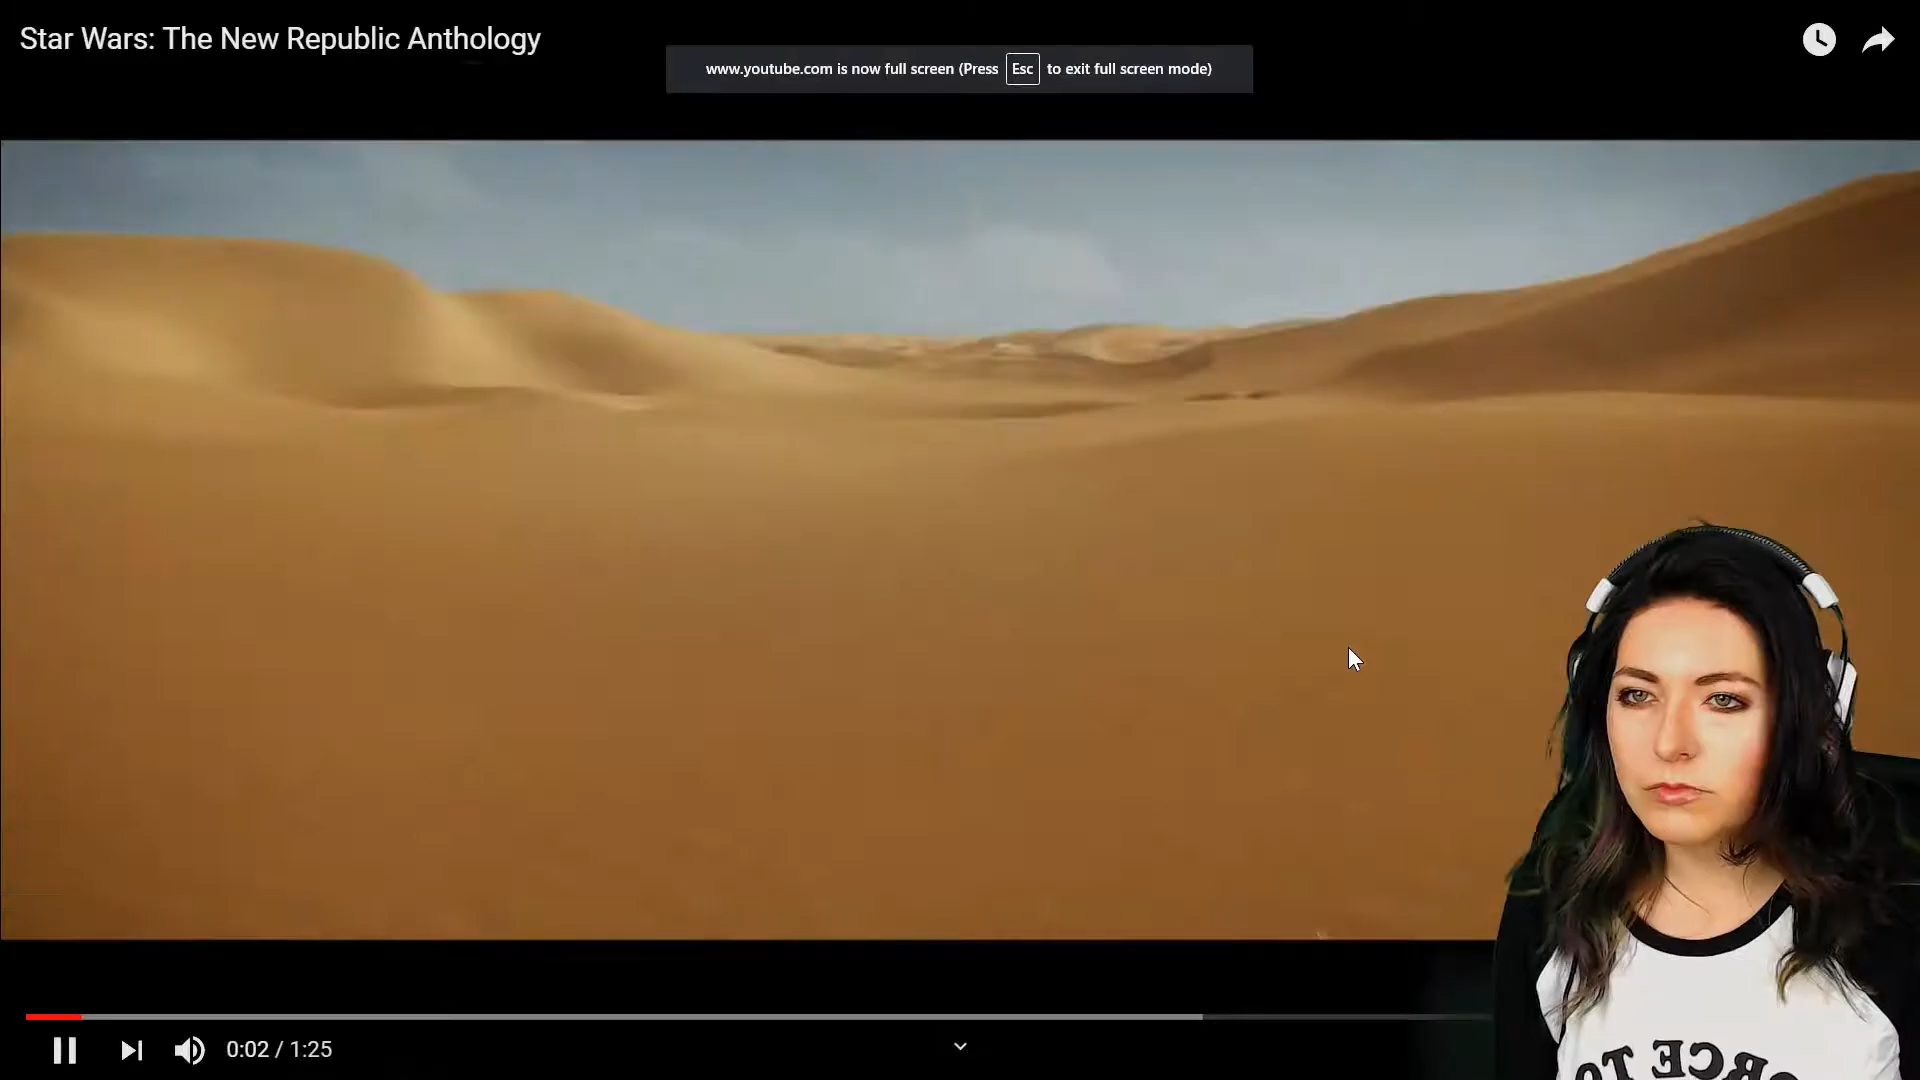 Star Wars: The New Republic Anthology
www.youtube.com is now full screen (Press Esc to exit full screen mode)
0:02 / 1:25